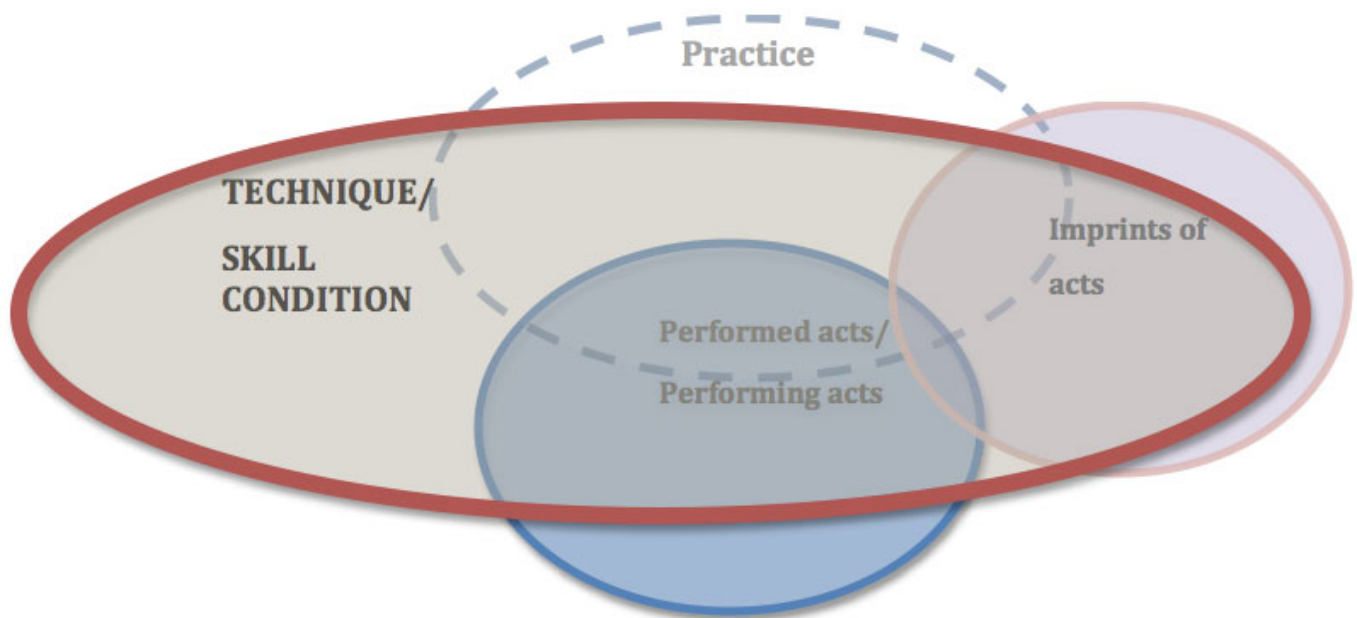 Practice
TECHNIQUE/
SKILL
CONDITION
Imprints of
acts
Performed acts/
Performing acts